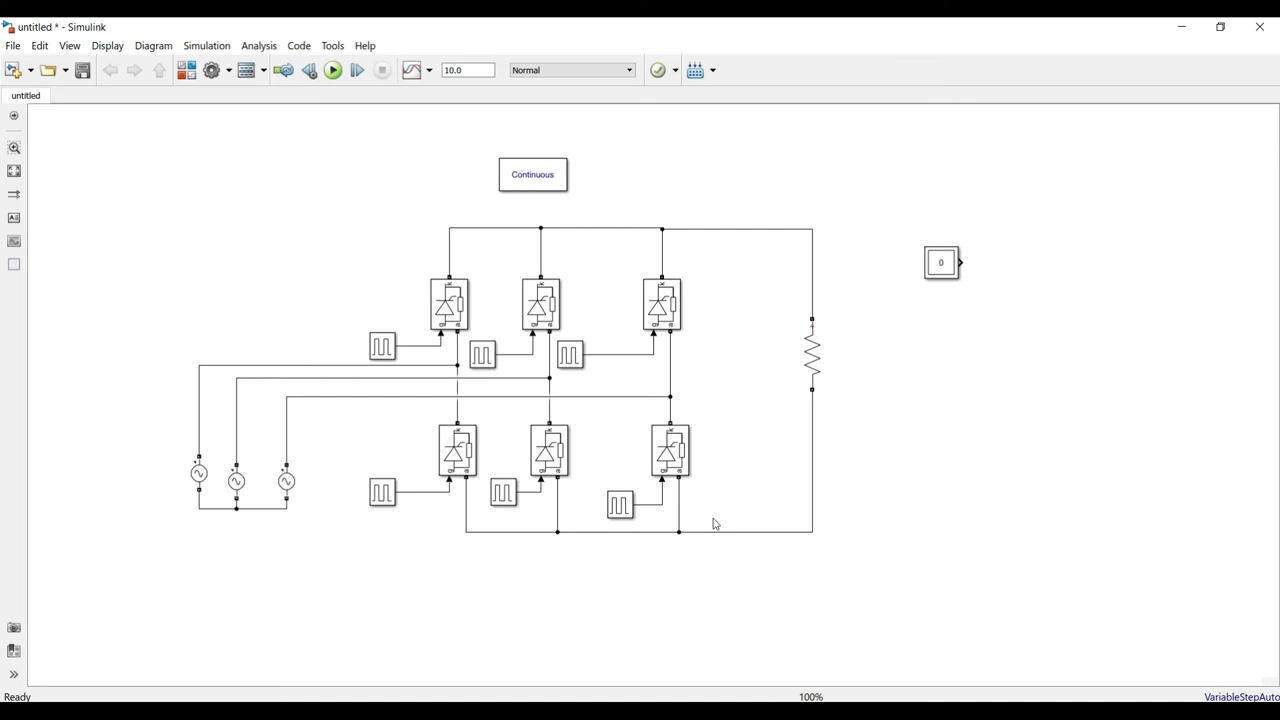 untitled * - Simulink
File Edit View Display Diagram Simulation Analysis Code Tools Help
10.0 Normal
untitled
Continuous
0
Ready 100% VariableStepAuto